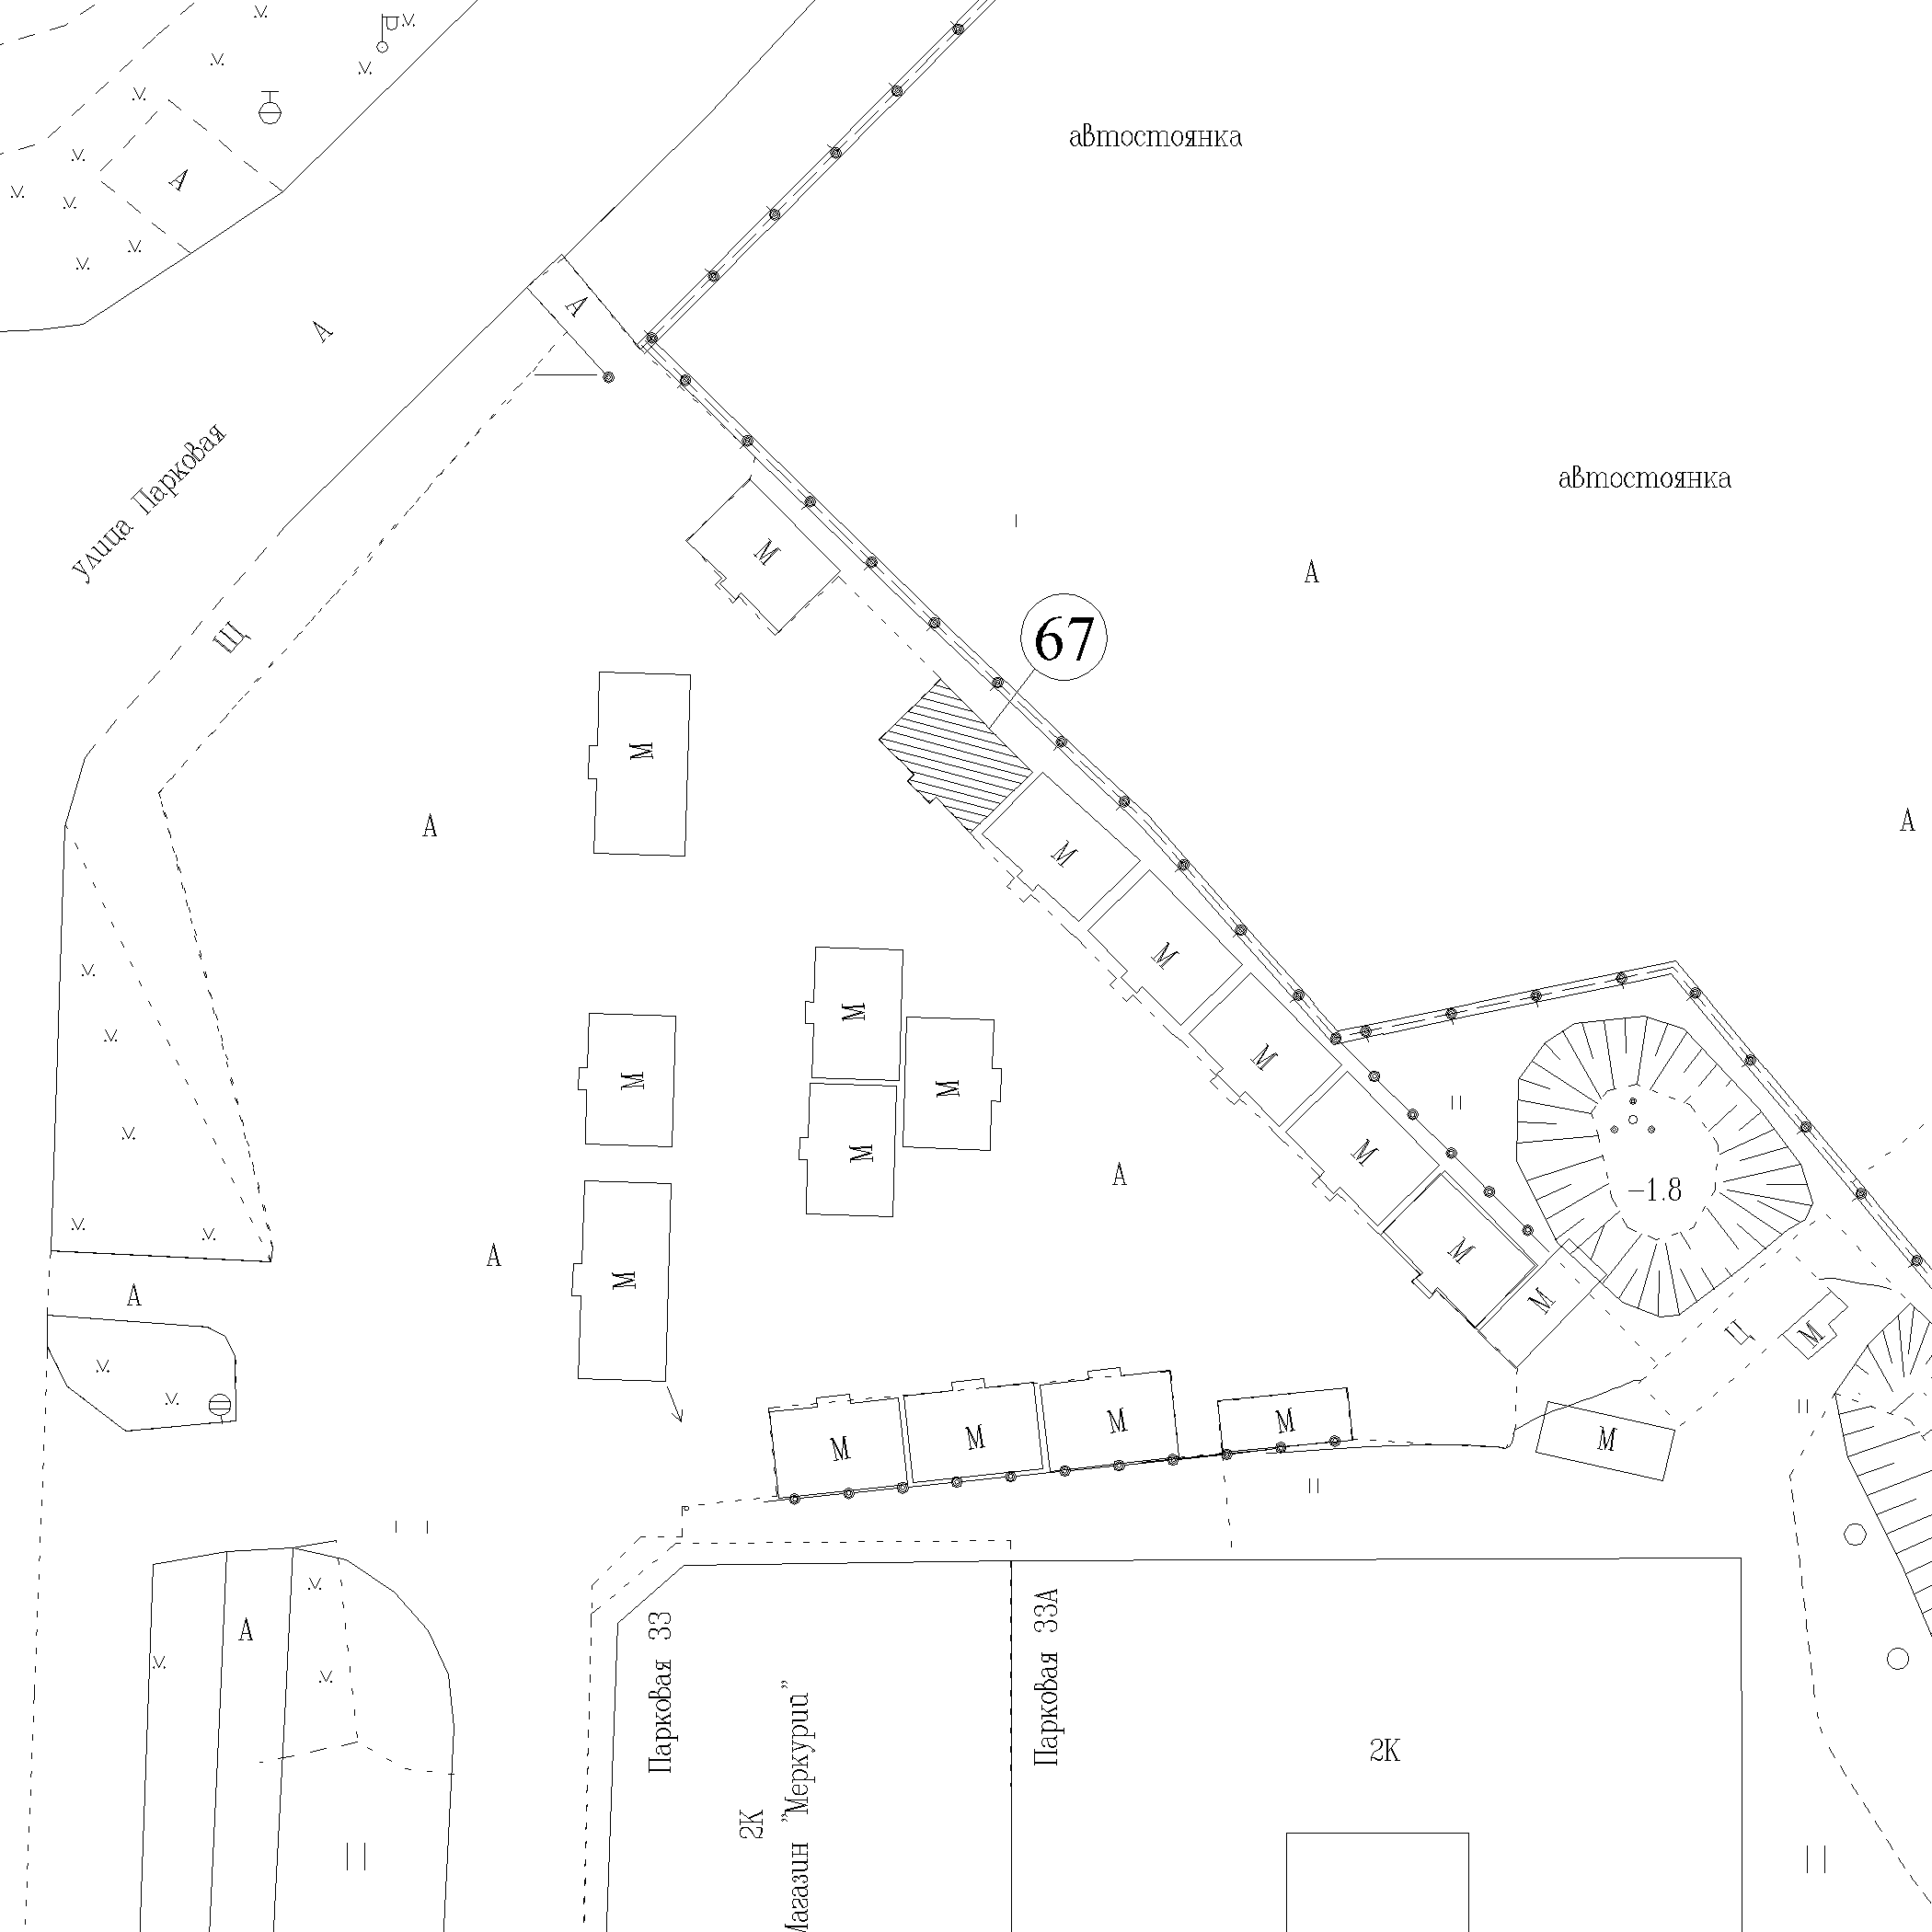 автостоянка
А
А
А
улица Парковая
автостоянка
М
А
67
Щ
М
А
А
М
М
М
М
М
М
М
М
М
М
А
-1.8
М
А
М
А
М
Ц
М
М
М
М
М
М
А
Парковая 33
Парковая 33А
2К
2К
Магазин "Меркурий"